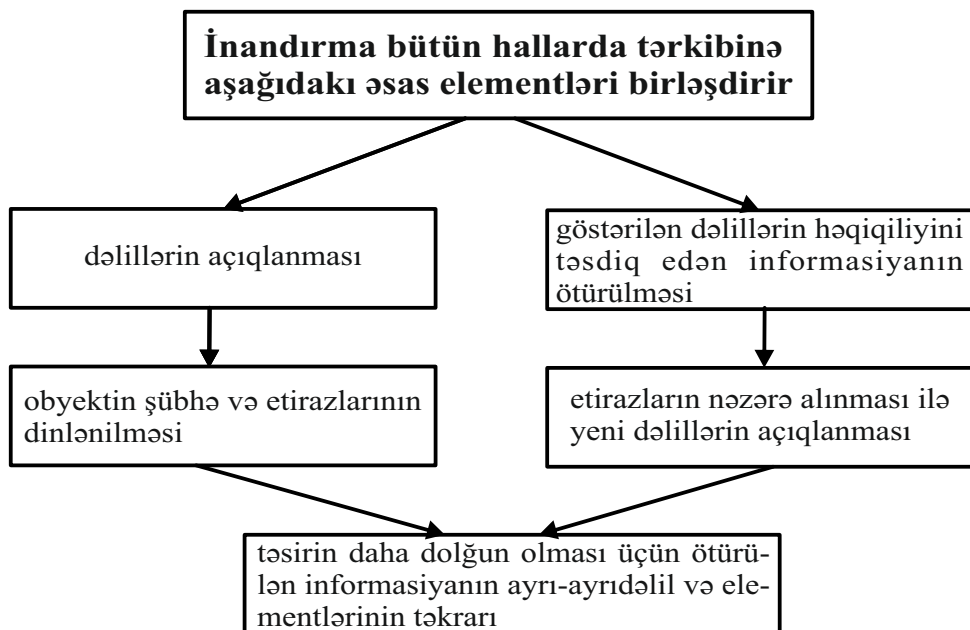 İnandırma bütün hallarda tərkibinə
aşağıdakı əsas elementləri birləşdirir
dəlillərin açıqlanması
göstərilən dəlillərin həqiqiliyini
təsdiq edən informasiyanın
ötürülməsi
obyektin şübhə və etirazlarının
dinlənilməsi
etirazların nəzərə alınması ilə
yeni dəlillərin açıqlanması
təsirin daha dolğun olması üçün ötürü-
lən informasiyanın ayrı-ayrıdəlil və ele-
mentlərinin təkrarı